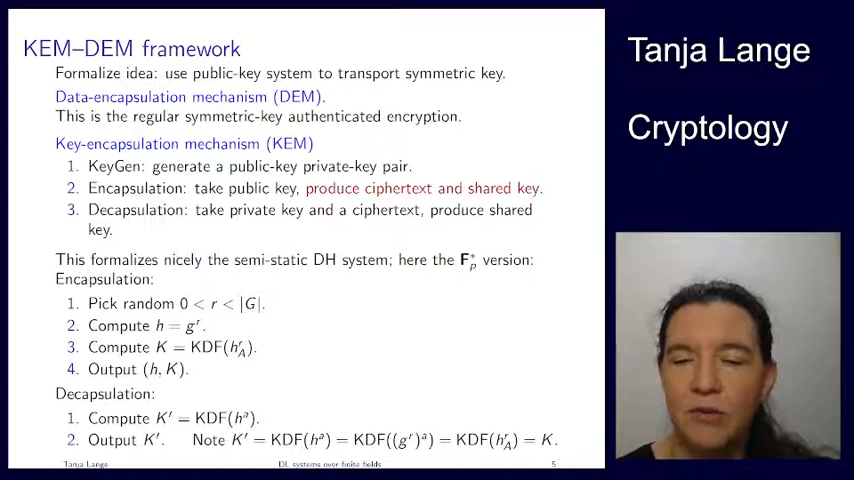 KEM–DEM framework
Tanja Lange
Formalize idea: use public-key system to transport symmetric key.
Data-encapsulation mechanism (DEM).
This is the regular symmetric-key authenticated encryption.
Cryptology
Key-encapsulation mechanism (KEM)
1. KeyGen: generate a public-key private-key pair.
2. Encapsulation: take public key, produce ciphertext and shared key.
3. Decapsulation: take private key and a ciphertext, produce shared
key.
This formalizes nicely the semi-static DH system; here the F*_p version:
Encapsulation:
1. Pick random 0 < r < |G|.
2. Compute h = g^r.
3. Compute K = KDF(h_A^r).
4. Output (h, K).
Decapsulation:
1. Compute K′ = KDF(h^a).
2. Output K′. Note K′ = KDF(h^a) = KDF((g^r)^a) = KDF(h_A^r) = K.
Tanja Lange DL systems over finite fields 5